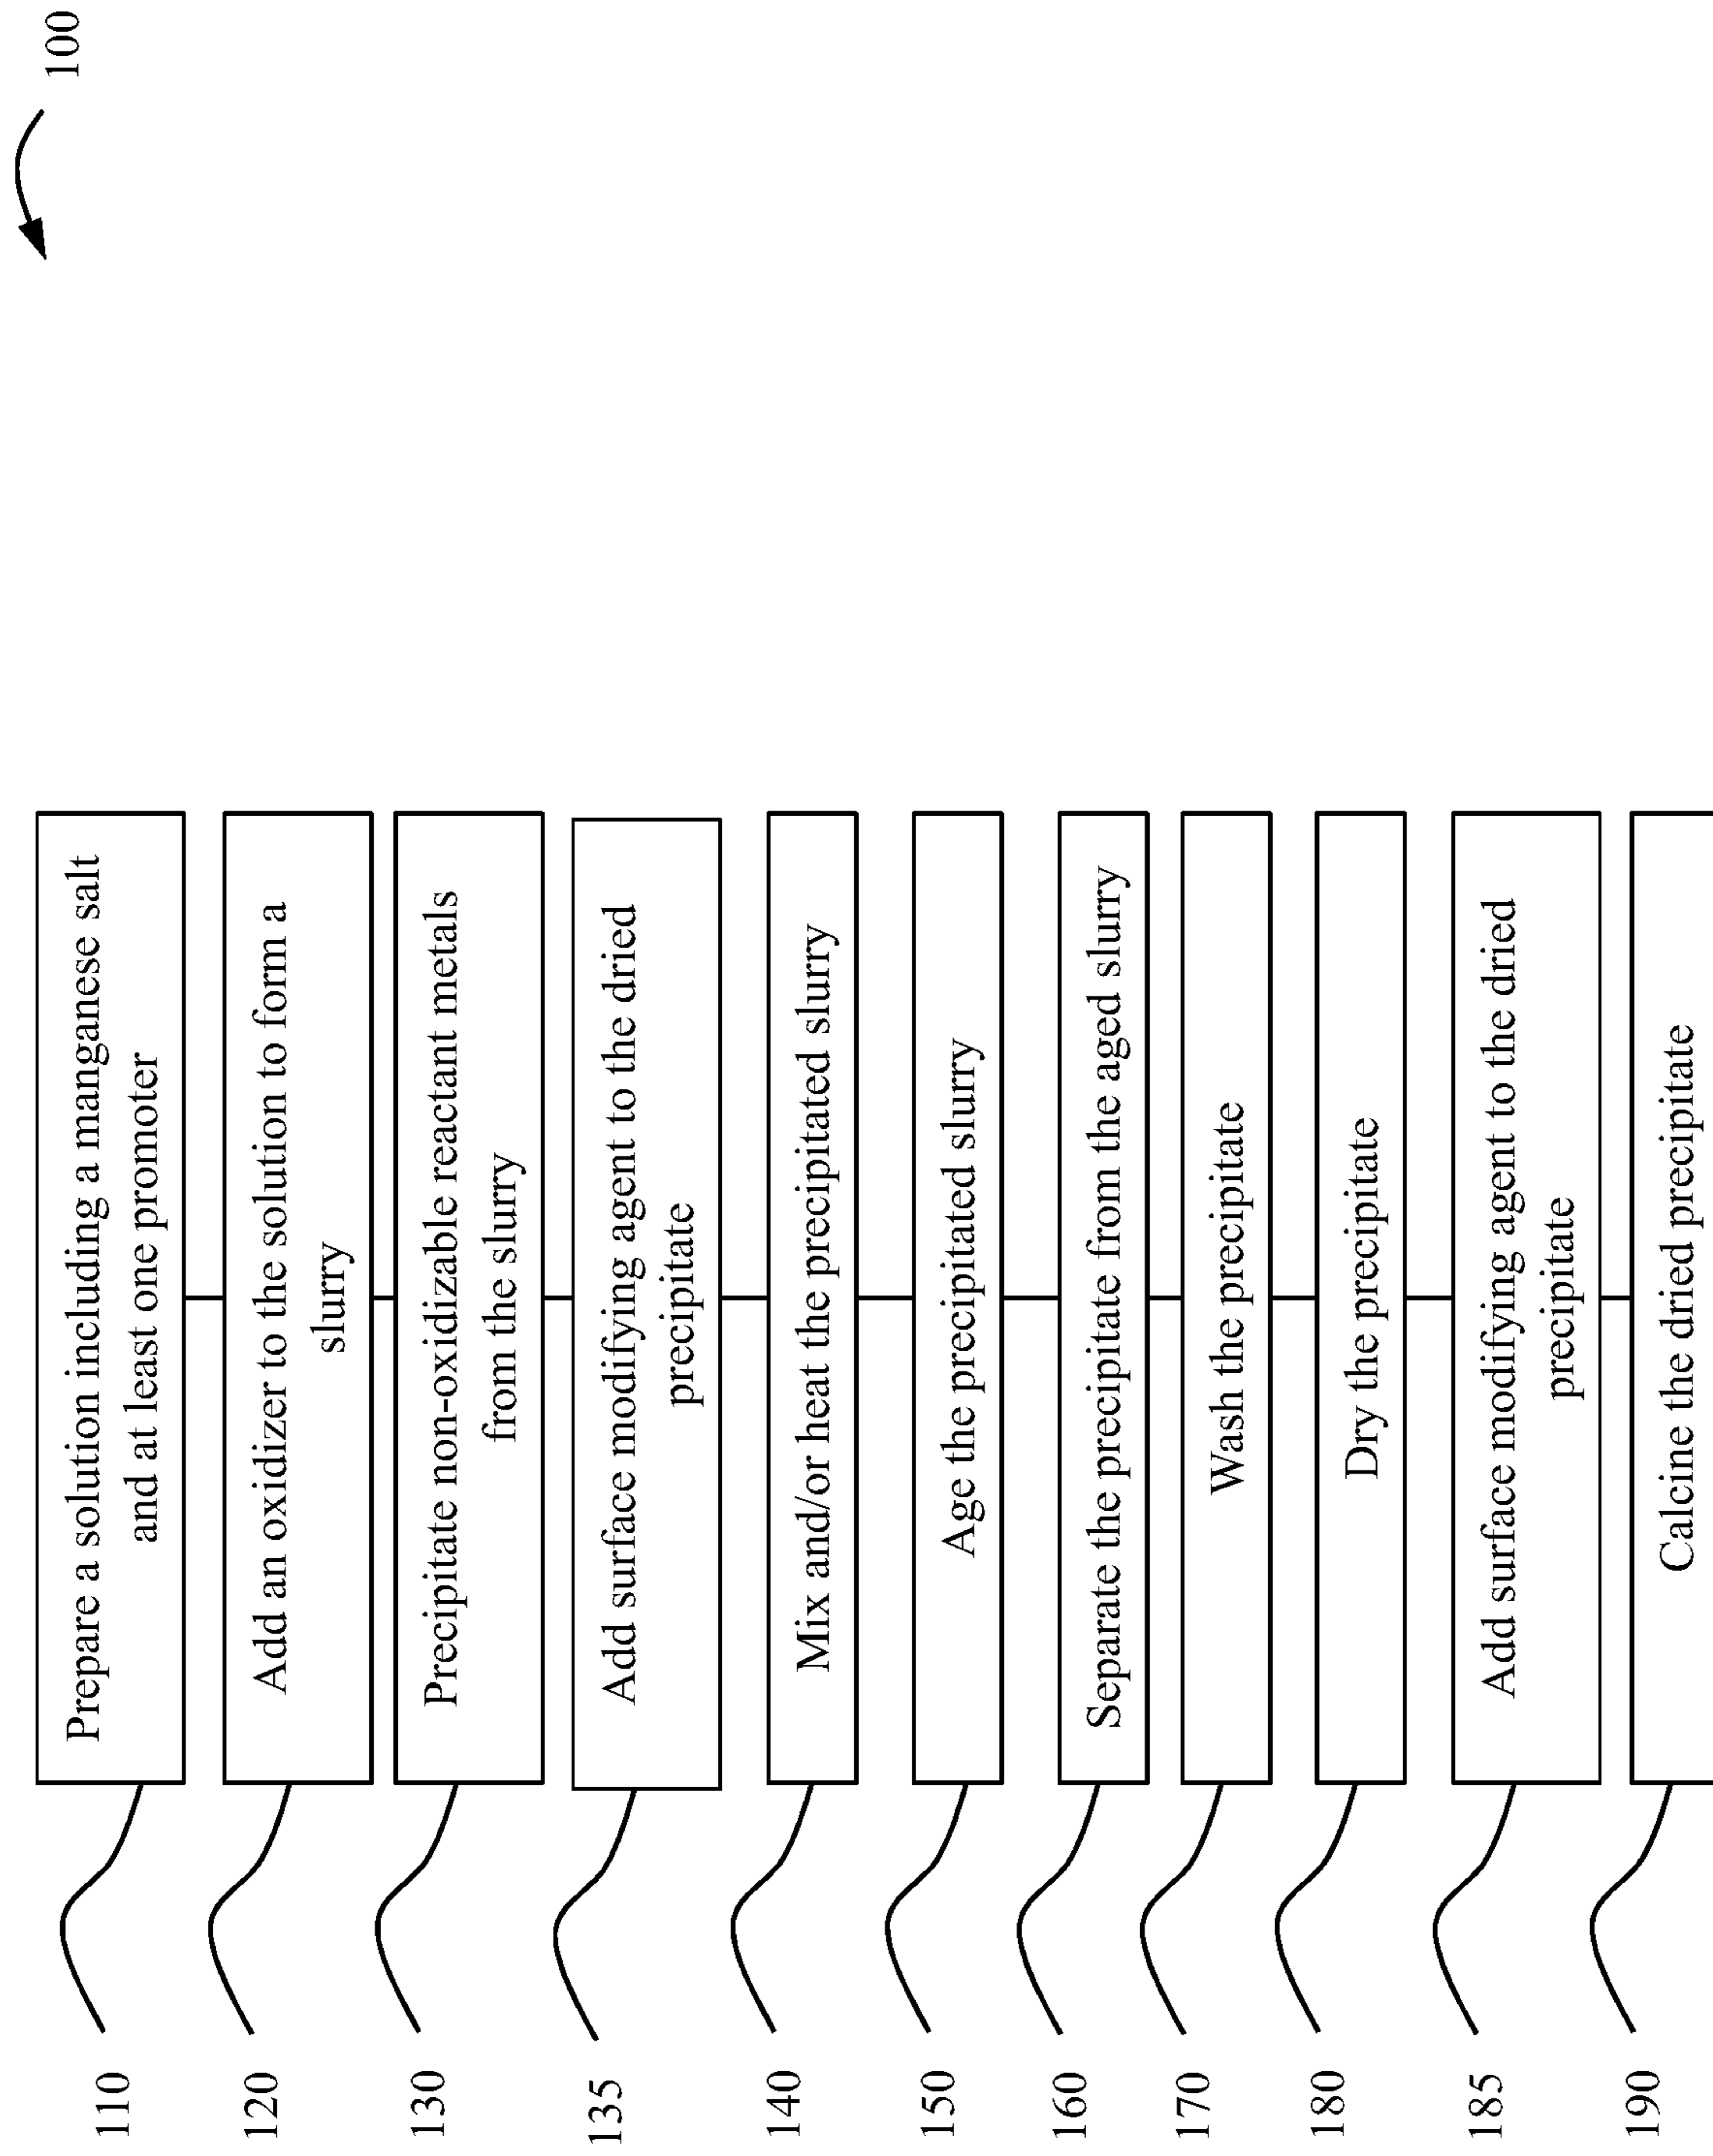 100
110
Prepare a solution including a manganese salt
and at least one promoter
120
Add an oxidizer to the solution to form a
slurry
130
Precipitate non-oxidizable reactant metals
from the slurry
135
Add surface modifying agent to the dried
precipitate
140
Mix and/or heat the precipitated slurry
150
Age the precipitated slurry
160
Separate the precipitate from the aged slurry
170
Wash the precipitate
180
Dry the precipitate
185
Add surface modifying agent to the dried
precipitate
190
Calcine the dried precipitate